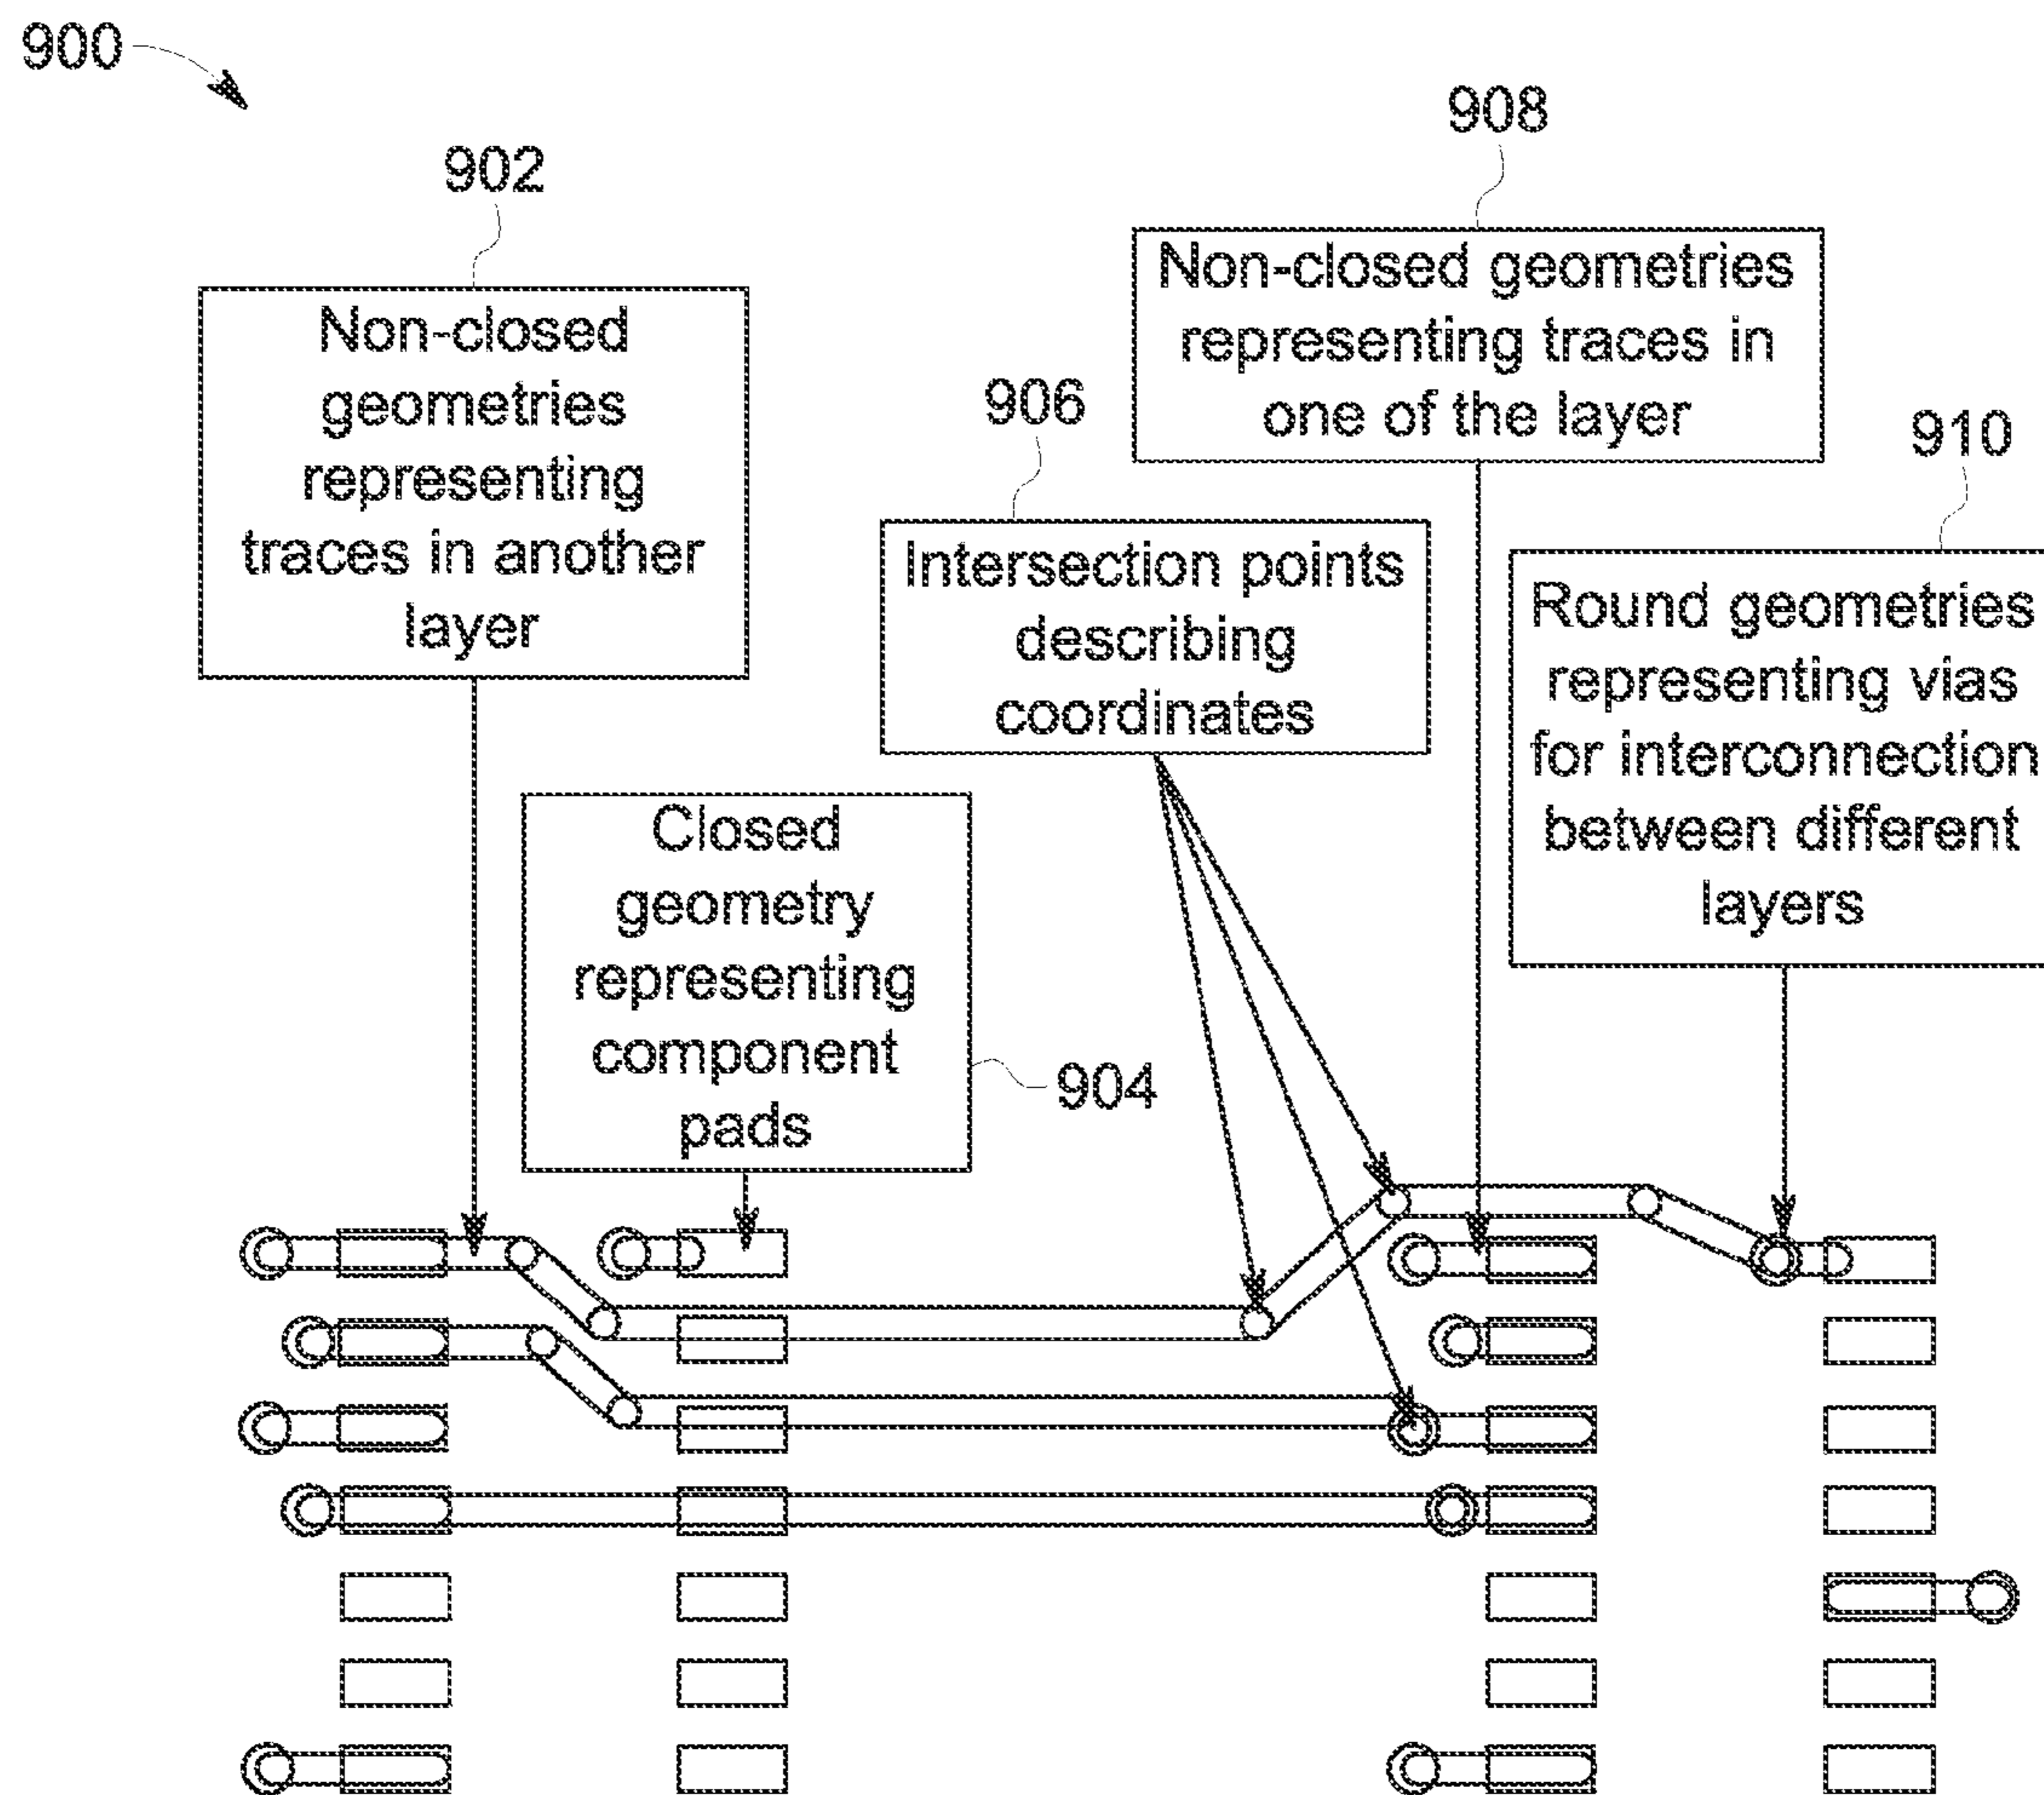 900
902
Non-closed
geometries
representing
traces in another
layer
908
Non-closed geometries
representing traces in
one of the layer
906
Intersection points
describing
coordinates
910
Round geometries
representing vias
for interconnection
between different
layers
Closed
geometry
representing
component
pads
904